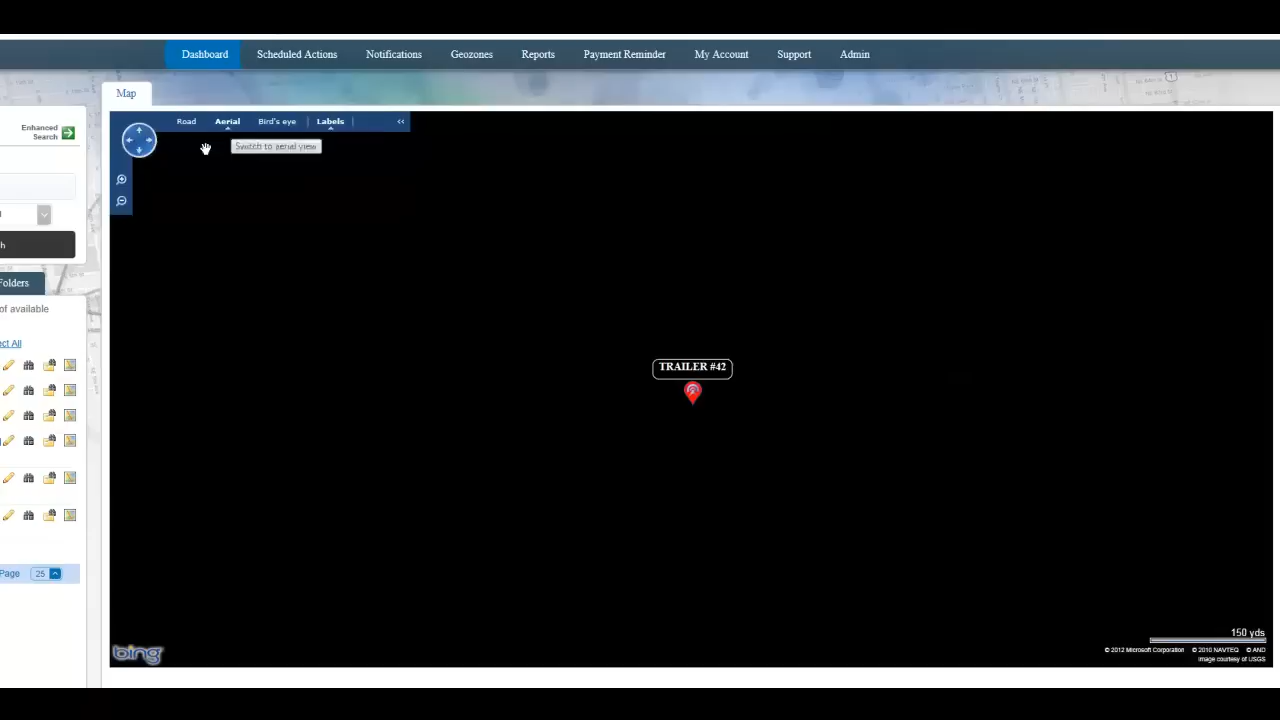 Dashboard Scheduled Actions Notifications Geozones Reports Payment Reminder My Account Support Admin
Map
Enhanced
Search
Road Aerial Bird's eye Labels «
Switch to aerial view
t
h
Folders
of available
ect All
TRAILER #42
Page 25
150 yds
bing
© 2012 Microsoft Corporation © 2010 NAVTEQ © AND
Image courtesy of USGS